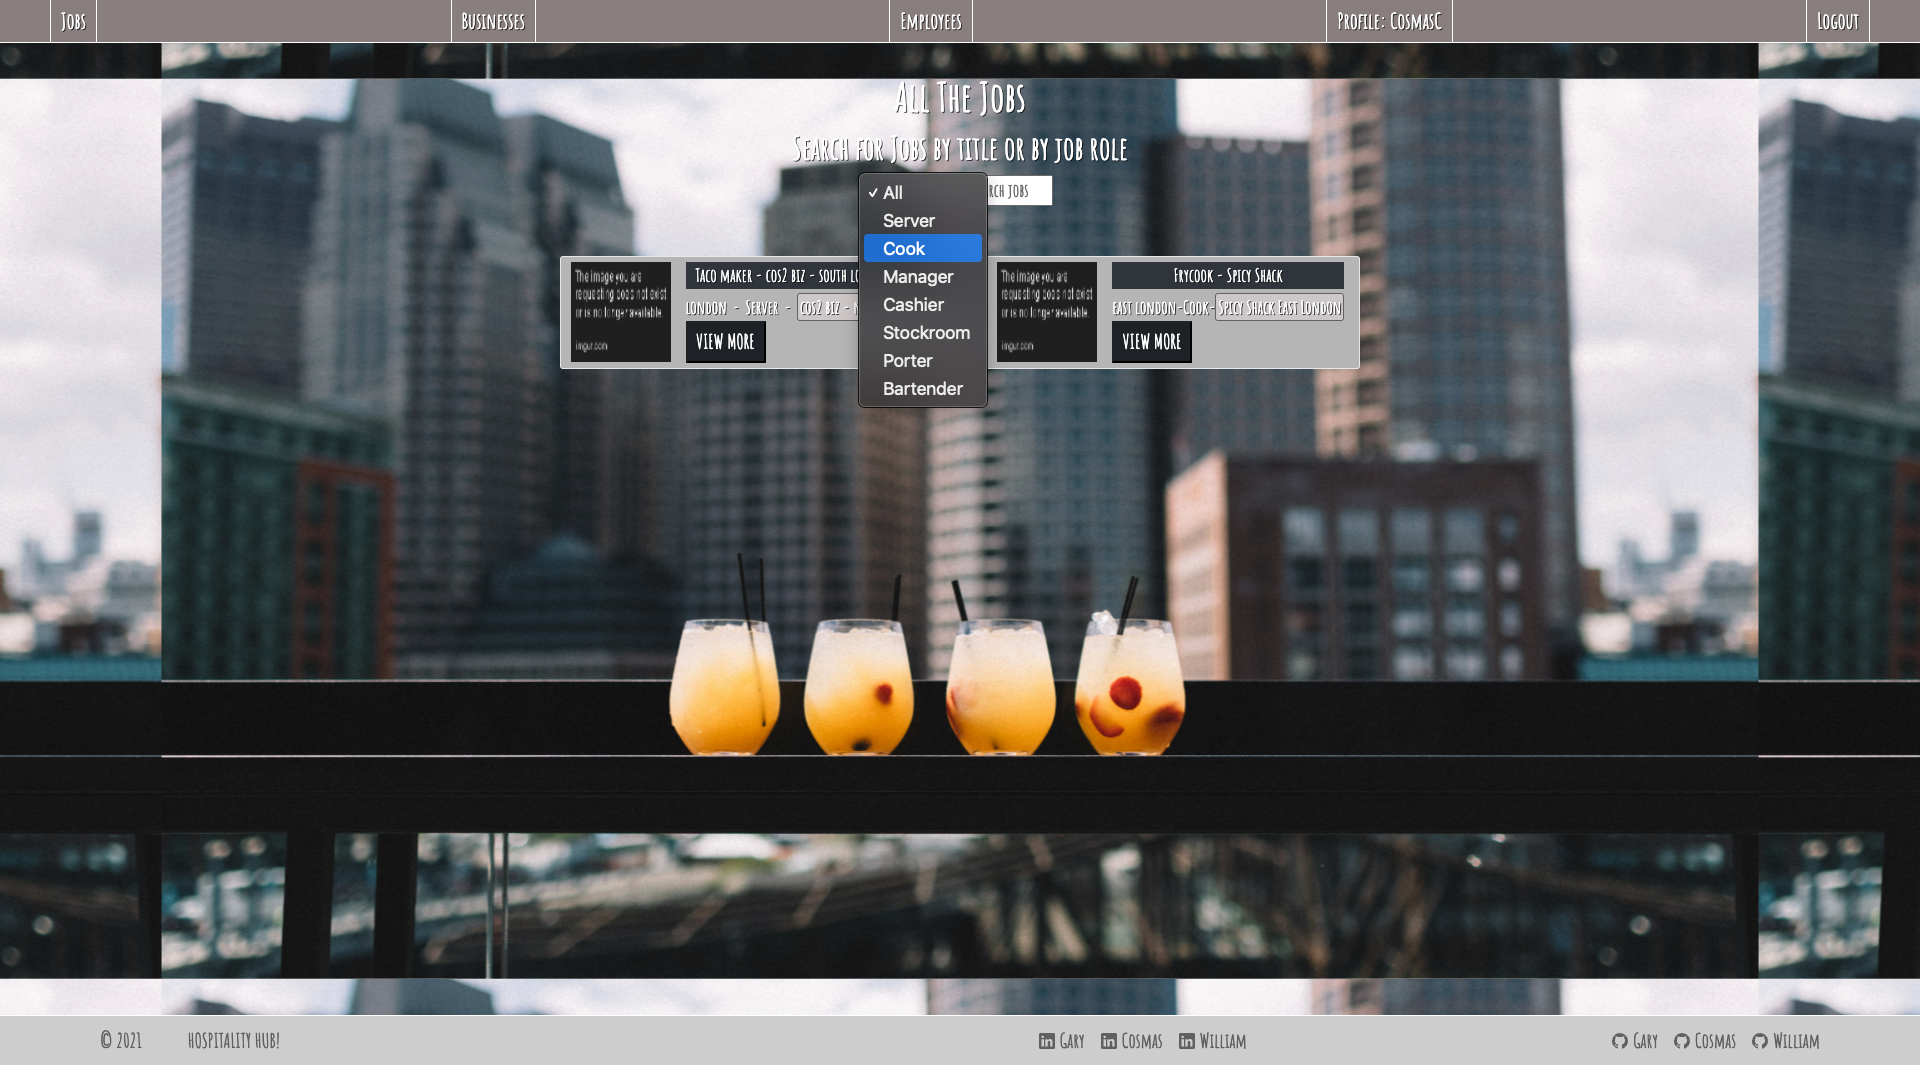 Jobs
Businesses
Employees
Profile: CosmasC
Logout
All The Jobs
Search for Jobs by title or by job role
✓ All
Server
Cook
Manager
Cashier
Stockroom
Porter
Bartender
The image you are
requesting does not exist
or is no longer available.
imgur.com
Taco maker - cos2 biz - south
London - Server - cos2 biz -
VIEW MORE
The image you are
requesting does not exist
or is no longer available.
imgur.com
Frycook - Spicy Shack
East London-Cook-Spicy Shack East London
VIEW MORE
jobs
© 2021
HOSPITALITY HUB!
Gary
Cosmas
William
Gary
Cosmas
William